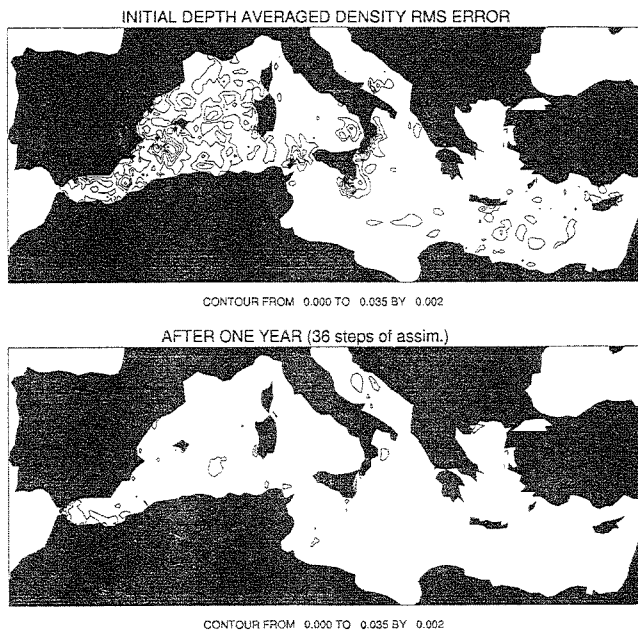 INITIAL DEPTH AVERAGED DENSITY RMS ERROR
CONTOUR FROM 0.000 TO 0.035 BY 0.002
AFTER ONE YEAR (36 steps of assim.)
CONTOUR FROM 0.000 TO 0.035 BY 0.002